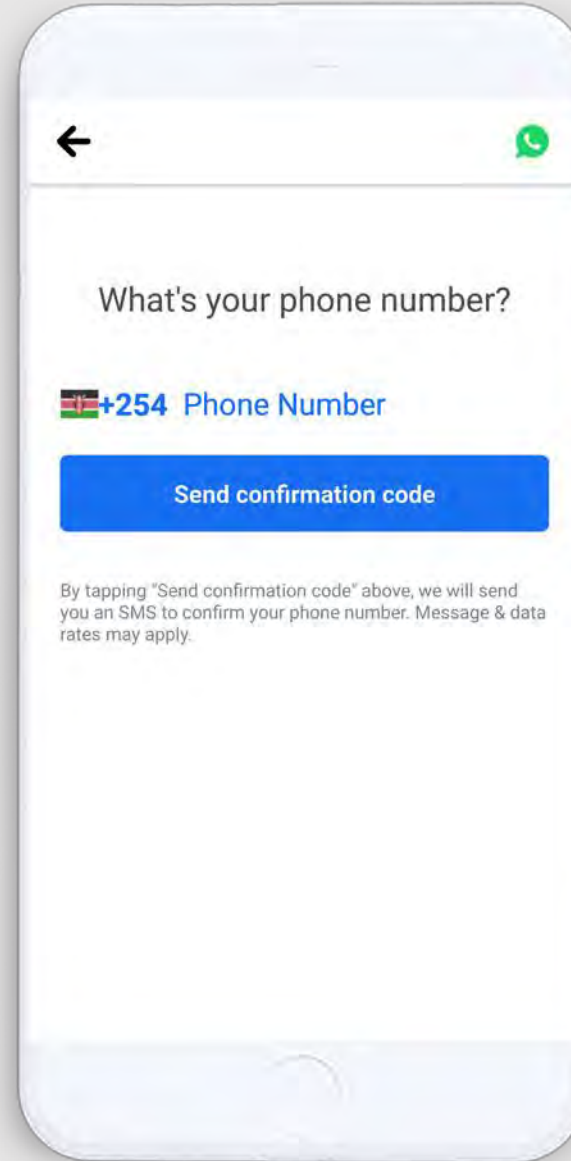 What's your phone number?
+254 Phone Number
Send confirmation code
By tapping "Send confirmation code" above, we will send
you an SMS to confirm your phone number. Message & data
rates may apply.